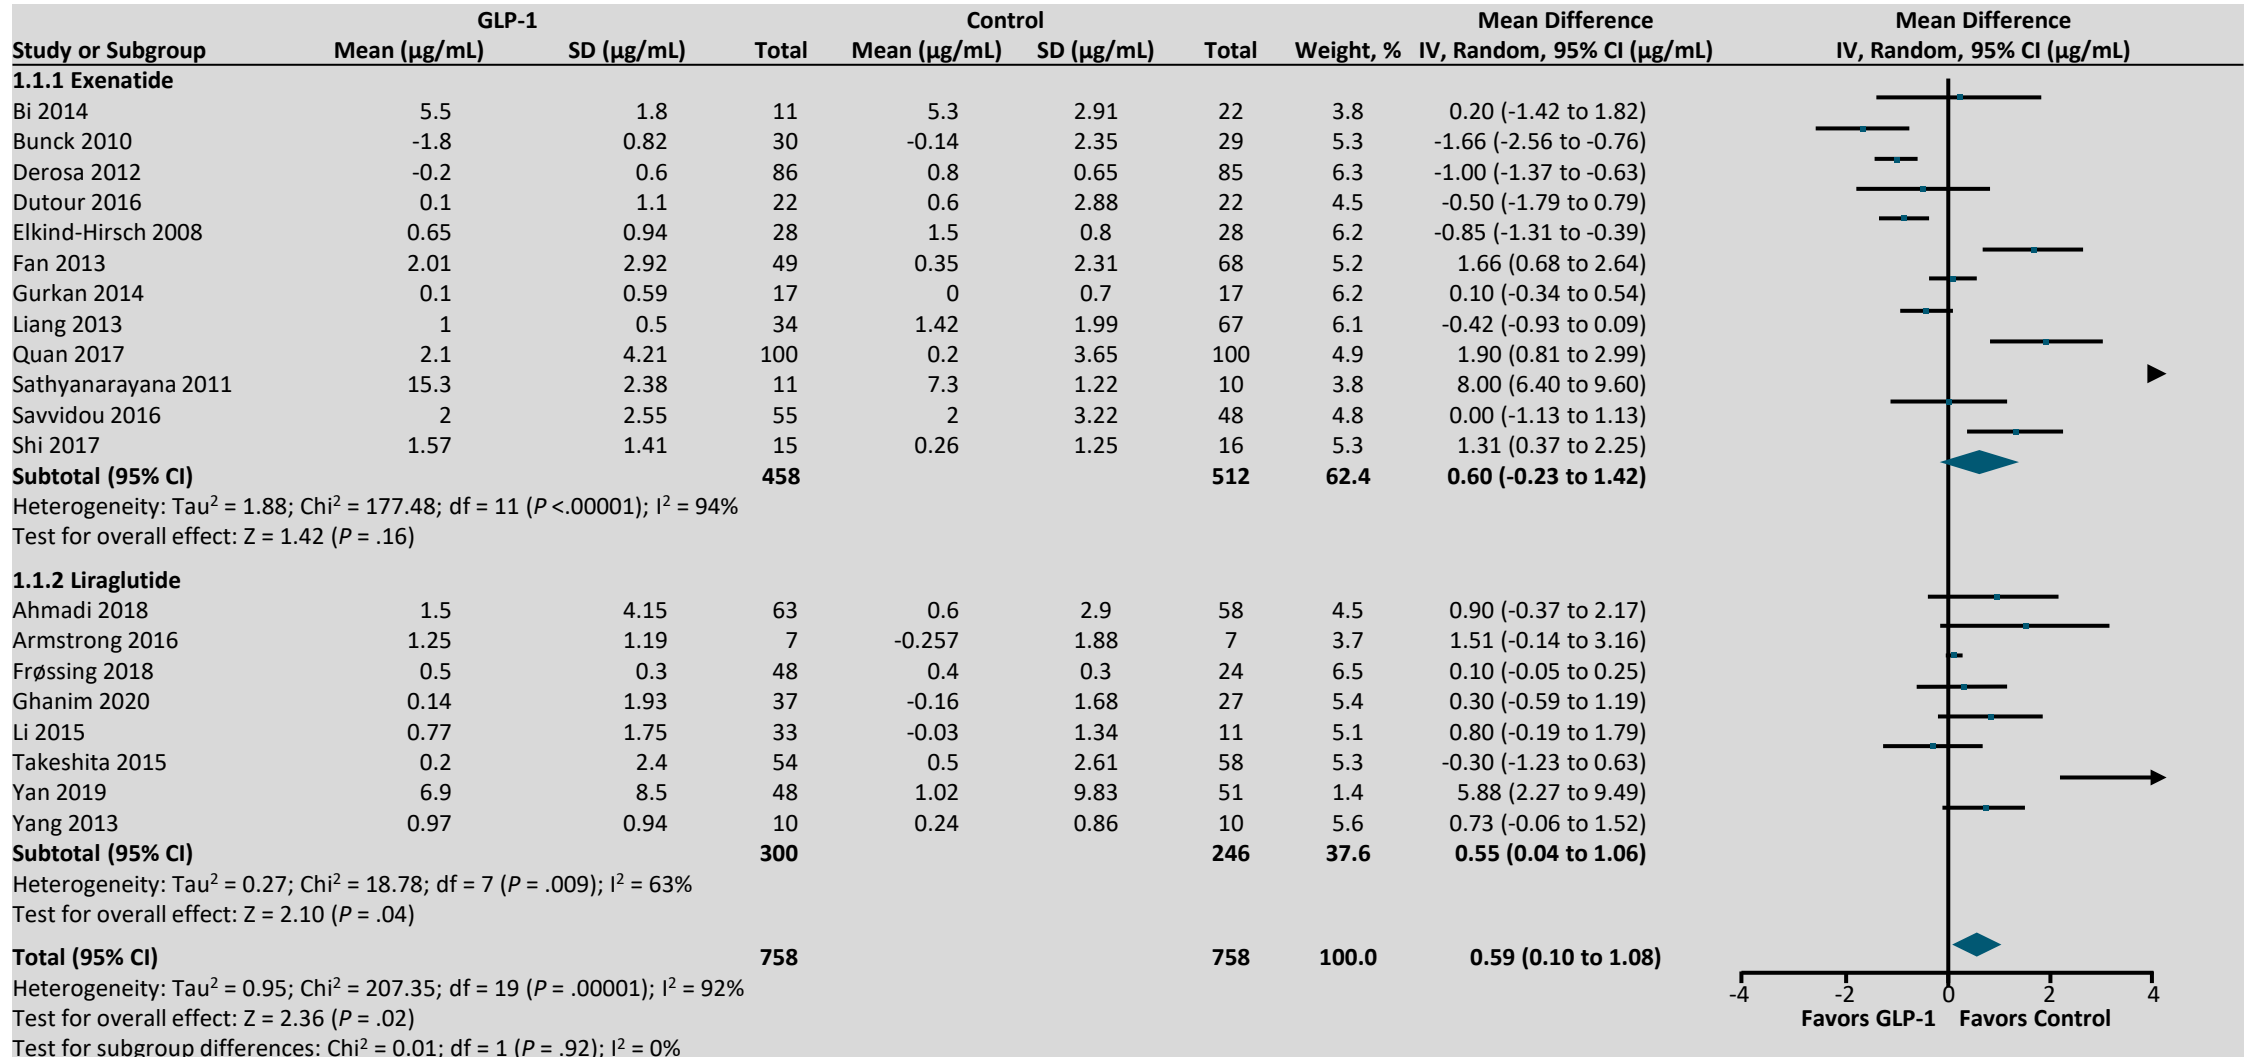 GLP-1 Control Mean Difference Mean Difference
Study or Subgroup Mean (µg/mL) SD (µg/mL) Total Mean (µg/mL) SD (µg/mL) Total Weight, % IV, Random, 95% CI (µg/mL) IV, Random, 95% CI (µg/mL)
1.1.1 Exenatide
Bi 2014 5.5 1.8 11 5.3 2.91 22 3.8 0.20 (-1.42 to 1.82)
Bunck 2010 -1.8 0.82 30 -0.14 2.35 29 5.3 -1.66 (-2.56 to -0.76)
Derosa 2012 -0.2 0.6 86 0.8 0.65 85 6.3 -1.00 (-1.37 to -0.63)
Dutour 2016 0.1 1.1 22 0.6 2.88 22 4.5 -0.50 (-1.79 to 0.79)
Elkind-Hirsch 2008 0.65 0.94 28 1.5 0.8 28 6.2 -0.85 (-1.31 to -0.39)
Fan 2013 2.01 2.92 49 0.35 2.31 68 5.2 1.66 (0.68 to 2.64)
Gurkan 2014 0.1 0.59 17 0 0.7 17 6.2 0.10 (-0.34 to 0.54)
Liang 2013 1 0.5 34 1.42 1.99 67 6.1 -0.42 (-0.93 to 0.09)
Quan 2017 2.1 4.21 100 0.2 3.65 100 4.9 1.90 (0.81 to 2.99)
Sathyanarayana 2011 15.3 2.38 11 7.3 1.22 10 3.8 8.00 (6.40 to 9.60)
Savvidou 2016 2 2.55 55 2 3.22 48 4.8 0.00 (-1.13 to 1.13)
Shi 2017 1.57 1.41 15 0.26 1.25 16 5.3 1.31 (0.37 to 2.25)
Subtotal (95% CI) 458 512 62.4 0.60 (-0.23 to 1.42)
Heterogeneity: Tau² = 1.88; Chi² = 177.48; df = 11 (P <.00001); I² = 94%
Test for overall effect: Z = 1.42 (P = .16)
1.1.2 Liraglutide
Ahmadi 2018 1.5 4.15 63 0.6 2.9 58 4.5 0.90 (-0.37 to 2.17)
Armstrong 2016 1.25 1.19 7 -0.257 1.88 7 3.7 1.51 (-0.14 to 3.16)
Frøssing 2018 0.5 0.3 48 0.4 0.3 24 6.5 0.10 (-0.05 to 0.25)
Ghanim 2020 0.14 1.93 37 -0.16 1.68 27 5.4 0.30 (-0.59 to 1.19)
Li 2015 0.77 1.75 33 -0.03 1.34 11 5.1 0.80 (-0.19 to 1.79)
Takeshita 2015 0.2 2.4 54 0.5 2.61 58 5.3 -0.30 (-1.23 to 0.63)
Yan 2019 6.9 8.5 48 1.02 9.83 51 1.4 5.88 (2.27 to 9.49)
Yang 2013 0.97 0.94 10 0.24 0.86 10 5.6 0.73 (-0.06 to 1.52)
Subtotal (95% CI) 300 246 37.6 0.55 (0.04 to 1.06)
Heterogeneity: Tau² = 0.27; Chi² = 18.78; df = 7 (P = .009); I² = 63%
Test for overall effect: Z = 2.10 (P = .04)
Total (95% CI) 758 758 100.0 0.59 (0.10 to 1.08)
Heterogeneity: Tau² = 0.95; Chi² = 207.35; df = 19 (P = .00001); I² = 92%
-4 -2 0 2 4
Test for overall effect: Z = 2.36 (P = .02)
Favors GLP-1 Favors Control
Test for subgroup differences: Chi² = 0.01; df = 1 (P = .92); I² = 0%